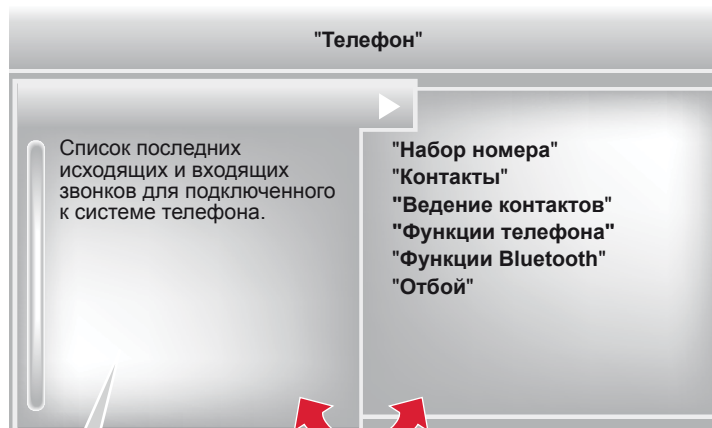 "Телефон"
Список последних
исходящих и входящих
звонков для подключенного
к системе телефона.
"Набор номера"
"Контакты"
"Ведение контактов"
"Функции телефона"
"Функции Bluetooth"
"Отбой"